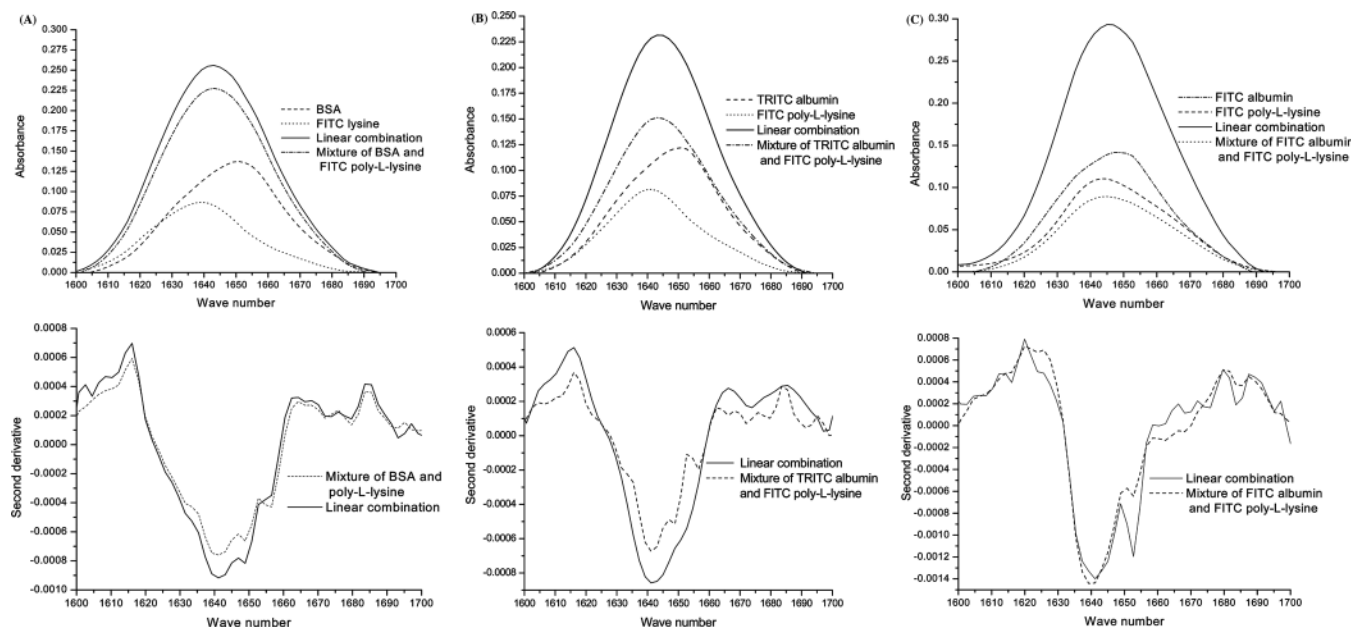 (A)
0.300
0.275
0.250
0.225
0.200
0.175
0.150
0.125
0.100
0.075
0.050
0.025
0.000
Absorbance
1600 1610 1620 1630 1640 1650 1660 1670 1680 1690 1700
Wave number
BSA
FITC lysine
Linear combination
Mixture of BSA and
FITC poly-L-lysine
(B)
0.250
0.225
0.200
0.175
0.150
0.125
0.100
0.075
0.050
0.025
0.000
Absorbance
1600 1610 1620 1630 1640 1650 1660 1670 1680 1690 1700
Wave number
TRITC albumin
FITC poly-L-lysine
Linear combination
Mixture of TRITC albumin
and FITC poly-L-lysine
(C)
0.30
0.20
0.15
0.10
0.05
0.00
Absorbance
1600 1610 1620 1630 1640 1650 1660 1670 1680 1690 1700
Wave number
FITC albumin
FITC poly-L-lysine
Linear combination
Mixture of FITC albumin
and FITC poly-L-lysine
0.0008
0.0006
0.0004
0.0002
0.0000
-0.0002
-0.0004
-0.0006
-0.0008
-0.0010
Second derivative
1600 1610 1620 1630 1640 1650 1660 1670 1680 1690 1700
Wave number
Mixture of BSA and
poly-L-lysine
Linear combination
0.0006
0.0004
0.0002
0.0000
0.0002
0.0004
0.0006
-0.0008
Second derivative
1600 1610 1620 1630 1640 1650 1660 1670 1680 1690 1700
Wave number
Linear combination
Mixture of TRITC albumin
and FITC poly-L-lysine
0.0008
0.0006
0.0004
0.0002
0.0000
-0.0002
-0.0004
-0.0006
-0.0008
-0.0010
-0.0012
-0.0014
Second derivative
1600 1610 1620 1630 1640 1650 1660 1670 1680 1690 1700
Wave number
Linear combination
Mixture of FITC albumin
and FITC poly-L-lysine